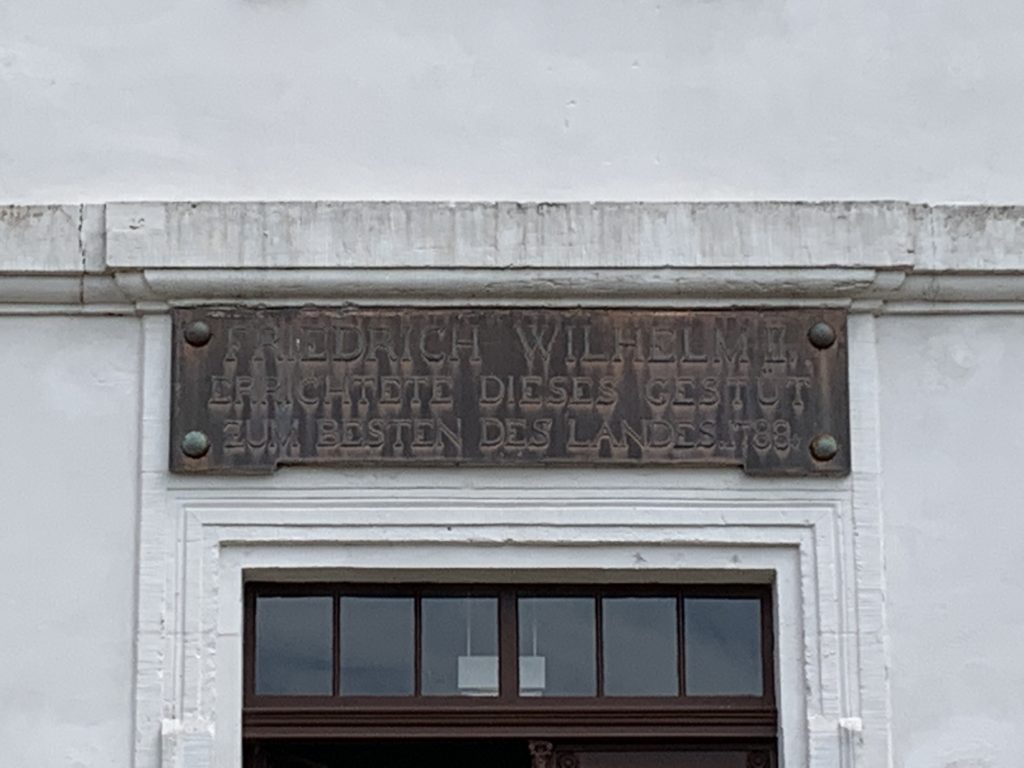 FRIEDRICH WILHELM II.
ERRICHTETE DIESES GESTÜT
ZUM BESTEN DES LANDES.1788.